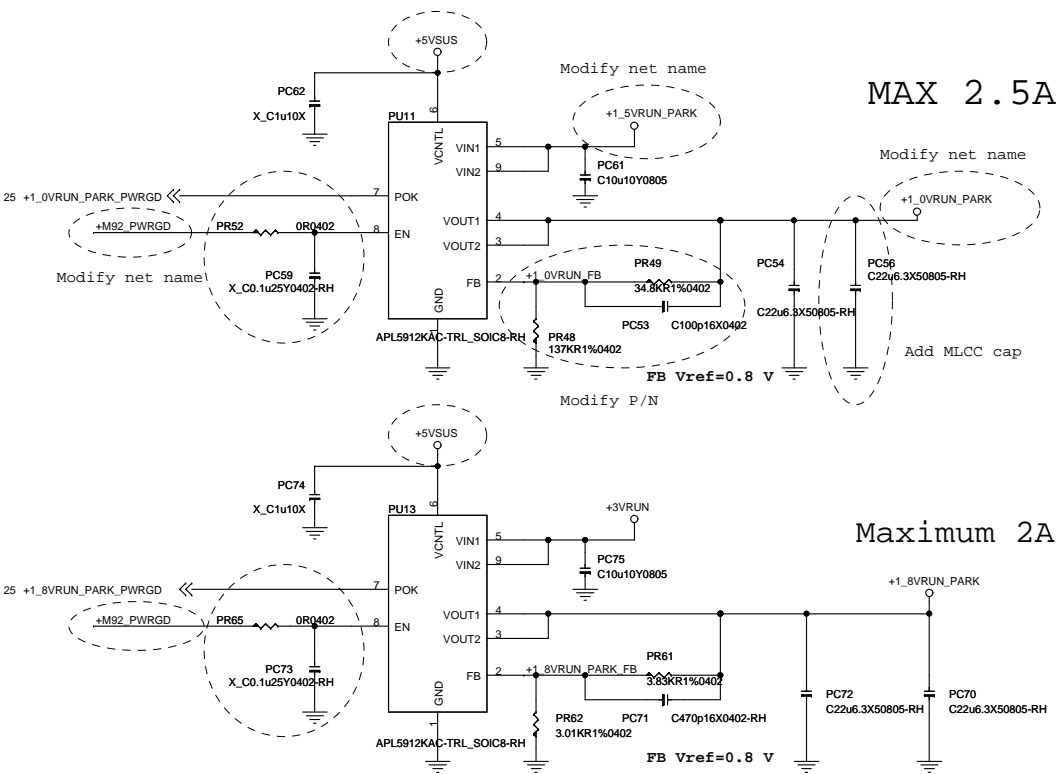 +5VSUS
Modify net name
MAX 2.5A
PC62
X_C1u10X
6
PU11
VCNTL
+1_5VRUN_PARK
VIN1
5
VIN2
9
PC61
C10u10Y0805
Modify net name
25 +1_0VRUN_PARK_PWRGD
7
POK
+1_0VRUN_PARK
VOUT1
4
+M92_PWRGD
PR52
0R0402
8
EN
VOUT2
3
Modify net name
PC59
X_C0.1u25Y0402-RH
FB
2
+1_0VRUN_FB
PR49
34.8KR1%0402
PC54
C22u6.3X50805-RH
PC56
C22u6.3X50805-RH
GND
1
PC53
C100p16X0402
APL5912KAC-TRL_SOIC8-RH
PR48
137KR1%0402
Add MLCC cap
FB Vref=0.8 V
Modify P/N
+5VSUS
PC74
X_C1u10X
6
PU13
VCNTL
+3VRUN
Maximum 2A
VIN1
5
VIN2
9
PC75
C10u10Y0805
25 +1_8VRUN_PARK_PWRGD
7
POK
+1_8VRUN_PARK
VOUT1
4
+M92_PWRGD
PR65
0R0402
8
EN
VOUT2
3
PC73
X_C0.1u25Y0402-RH
FB
2
+1_8VRUN_PARK_FB
PR61
3.83KR1%0402
GND
1
PC72
C22u6.3X50805-RH
PC70
C22u6.3X50805-RH
PR62
3.01KR1%0402
PC71
C470p16X0402-RH
APL5912KAC-TRL_SOIC8-RH
FB Vref=0.8 V